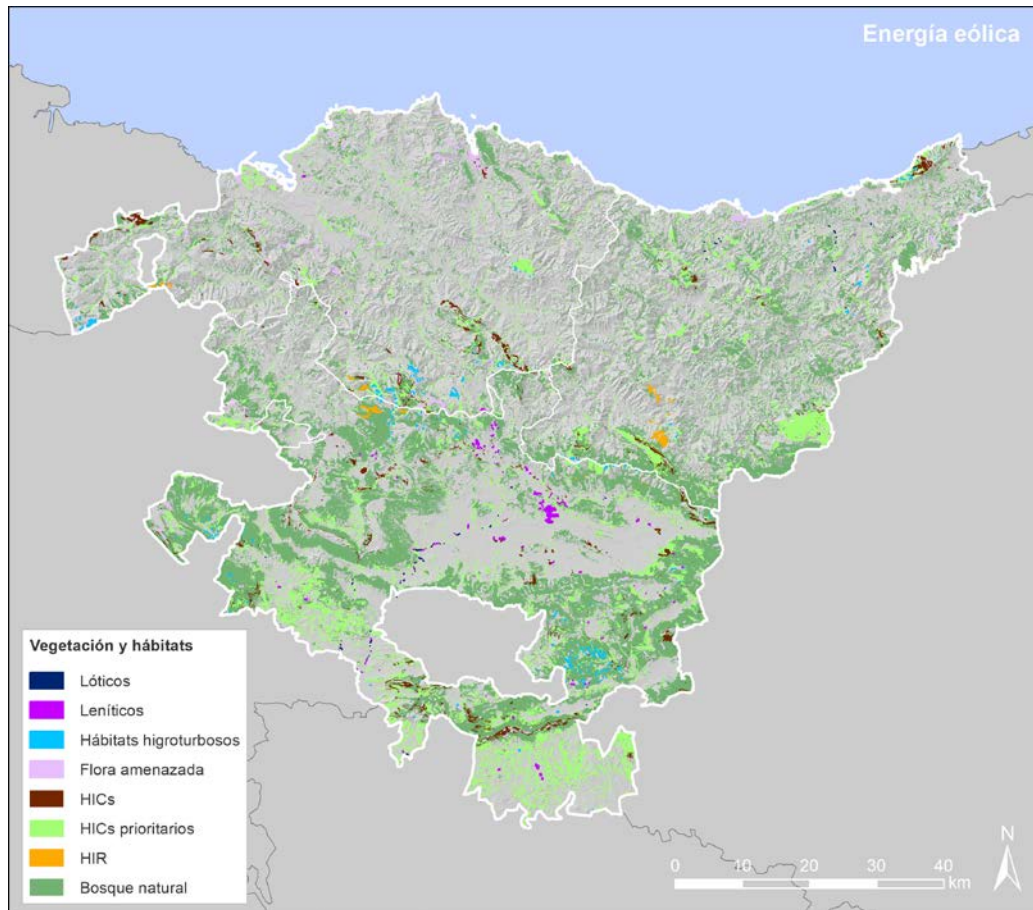 Energía eólica
Vegetación y hábitats
Lóticos
Leníticos
Hábitats higroturbosos
Flora amenazada
HICs
HICs prioritarios
HIR
Bosque natural
N
0 10 20 30 40
km